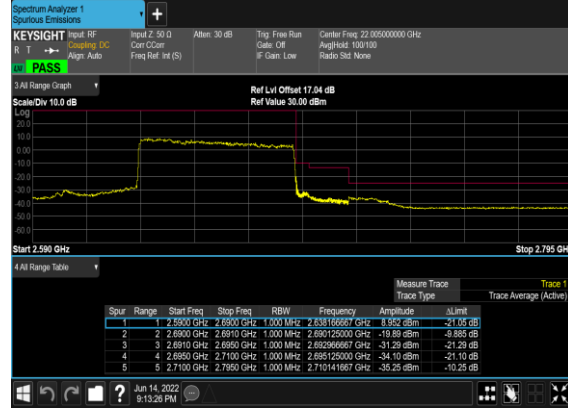 Spectrum Analyzer 1
Spurious Emissions
KEYSIGHT Input: RF Input Z: 50 Ω Atten: 30 dB Trig: Free Run Center Freq: 22.005000000 GHz
R T Coupling: DC Corr CCorr Gate: Off Avg|Hold: 100/100
Align: Auto Freq Ref: Int (S) IF Gain: Low Radio Std: None
PASS
3 All Range Graph
Ref Lvl Offset 17.04 dB
Scale/Div 10.0 dB Ref Value 30.00 dBm
Log
20.0
10.0
0.00
-10.0
-20.0
-30.0
-40.0
-50.0
-60.0
Start 2.590 GHz Stop 2.795 GH
4 All Range Table
Measure Trace Trace 1
Trace Type Trace Average (Active)
Spur Range Start Freq Stop Freq RBW Frequency Amplitude ΔLimit
1 1 2.5900 GHz 2.6900 GHz 1.000 MHz 2.638166667 GHz 8.952 dBm -21.05 dB
2 2 2.6900 GHz 2.6910 GHz 1.000 MHz 2.690125000 GHz -19.89 dBm -9.885 dB
3 3 2.6910 GHz 2.6950 GHz 1.000 MHz 2.692966667 GHz -31.29 dBm -21.29 dB
4 4 2.6950 GHz 2.7100 GHz 1.000 MHz 2.695125000 GHz -34.10 dBm -21.10 dB
5 5 2.7100 GHz 2.7950 GHz 1.000 MHz 2.710141667 GHz -35.25 dBm -10.25 dB
Jun 14, 2022
9:13:26 PM